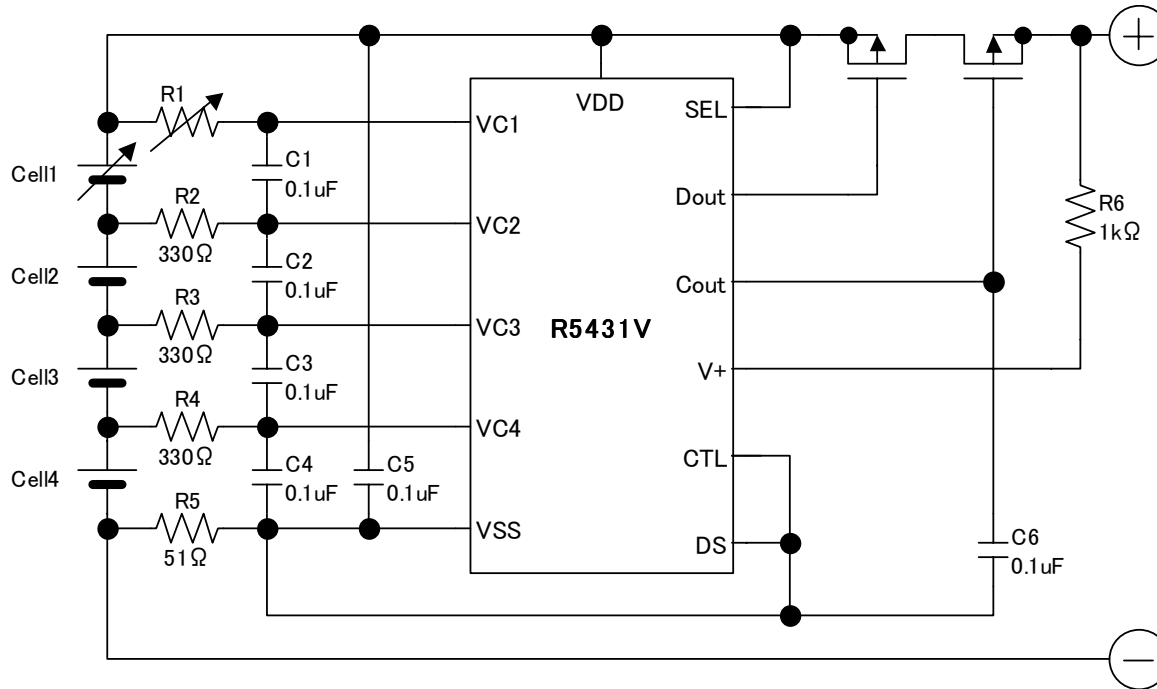 R1
Cell1
C1
0.1uF
R2
330Ω
Cell2
C2
0.1uF
R3
330Ω
Cell3
C3
0.1uF
R4
330Ω
Cell4
C4
0.1uF
C5
0.1uF
R5
51Ω
VDD
VC1
VC2
VC3
VC4
VSS
R5431V
SEL
Dout
Cout
V+
CTL
DS
R6
1kΩ
C6
0.1uF
+
−